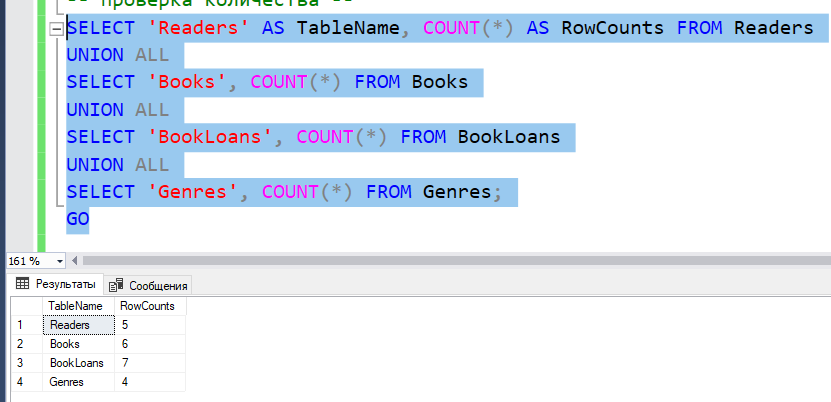 -- Проверка количества --
SELECT 'Readers' AS TableName, COUNT(*) AS RowCounts FROM Readers
UNION ALL
SELECT 'Books', COUNT(*) FROM Books
UNION ALL
SELECT 'BookLoans', COUNT(*) FROM BookLoans
UNION ALL
SELECT 'Genres', COUNT(*) FROM Genres;
GO
161 %
Результаты Сообщения
TableName RowCounts
1 Readers 5
2 Books 6
3 BookLoans 7
4 Genres 4